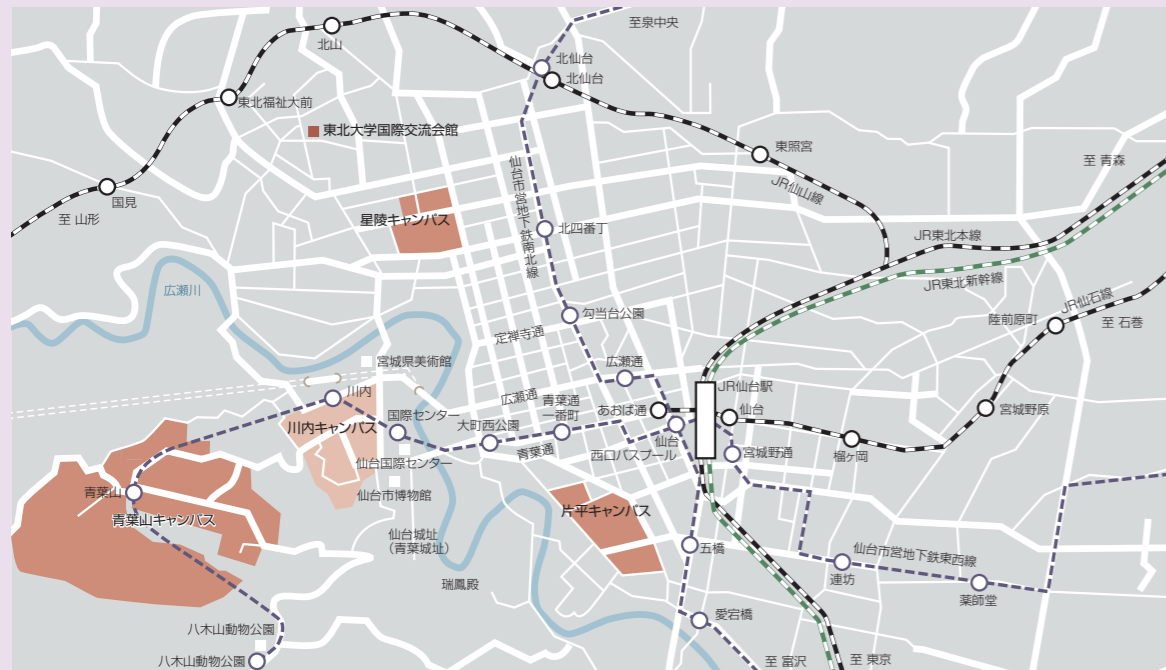 至泉中央
北山
北仙台
北仙台
東北福祉大前
東北大学国際交流会館
東照宮
至 青森
JR仙山線
国見
至 山形
星陵キャンパス
仙台市営地下鉄南北線
北四番丁
JR東北本線
JR東北新幹線
広瀬川
JR仙石線
陸前原町
至 石巻
勾当台公園
定禅寺通
宮城県美術館
広瀬通
JR仙台駅
川内
広瀬通
青葉通
一番町
あおば通
仙台
宮城野原
川内キャンパス
国際センター
大町西公園
仙台
榴ヶ岡
青葉通
西口バスプール
宮城野通
仙台国際センター
青葉山
仙台市博物館
青葉山キャンパス
片平キャンパス
仙台城址
（青葉城址）
五橋
仙台市営地下鉄東西線
連坊
瑞鳳殿
薬師堂
愛宕橋
八木山動物公園
八木山動物公園
至 富沢
至 東京